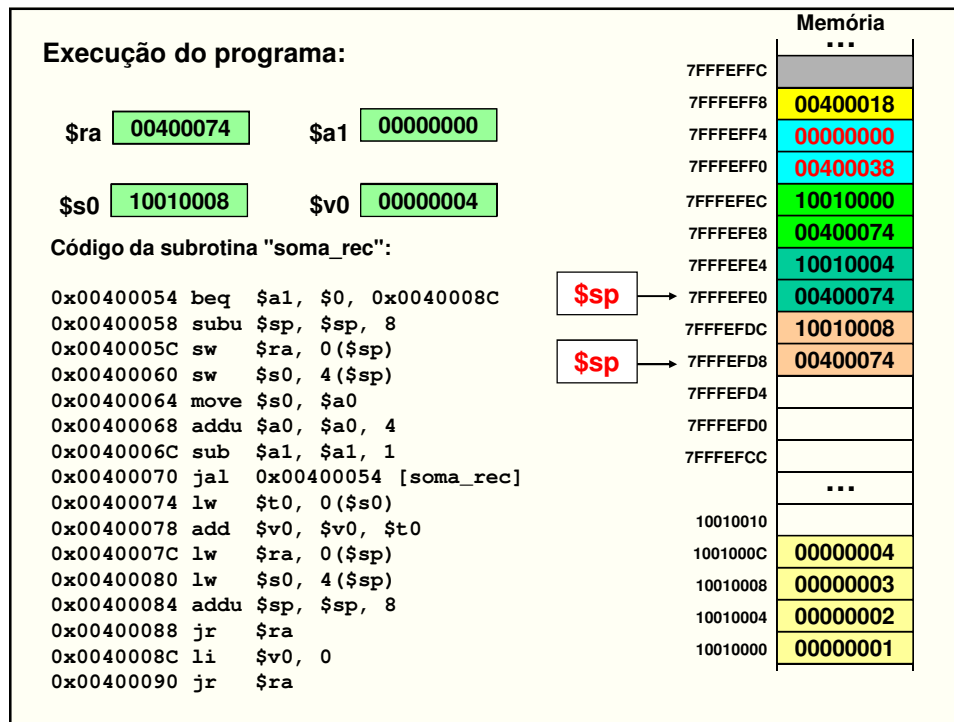 Memória
Execução do programa:
...
7FFFEFFC
7FFFEFF8 00400018
$ra 00400074 $a1 00000000
7FFFEFF4 00000000
7FFFEFF0 00400038
$s0 10010008 $v0 00000004
7FFFEFEC 10010000
7FFFEFE8 00400074
Código da subrotina "soma_rec":
7FFFEFE4 10010004
$sp 7FFFEFE0 00400074
7FFFEFDC 10010008
$sp 7FFFEFD8 00400074
7FFFEFD4
7FFFEFD0
7FFFEFCC
...
10010010
1001000C 00000004
10010008 00000003
10010004 00000002
10010000 00000001
0x00400054 beq $a1, $0, 0x0040008C
0x00400058 subu $sp, $sp, 8
0x0040005C sw $ra, 0($sp)
0x00400060 sw $s0, 4($sp)
0x00400064 move $s0, $a0
0x00400068 addu $a0, $a0, 4
0x0040006C sub $a1, $a1, 1
0x00400070 jal 0x00400054 [soma_rec]
0x00400074 lw $t0, 0($s0)
0x00400078 add $v0, $v0, $t0
0x0040007C lw $ra, 0($sp)
0x00400080 lw $s0, 4($sp)
0x00400084 addu $sp, $sp, 8
0x00400088 jr $ra
0x0040008C li $v0, 0
0x00400090 jr $ra